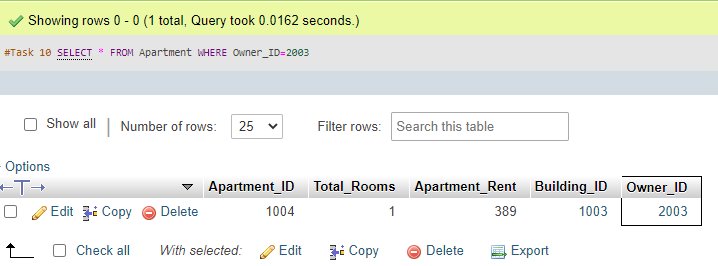 Showing rows 0 - 0 (1 total, Query took 0.0162 seconds.)
#Task 10 SELECT * FROM Apartment WHERE Owner_ID=2003
Show all | Number of rows: 25 Filter rows: Search this table
Options
Apartment_ID Total_Rooms Apartment_Rent Building_ID Owner_ID
Edit Copy Delete 1004 1 389 1003 2003
Check all With selected: Edit Copy Delete Export